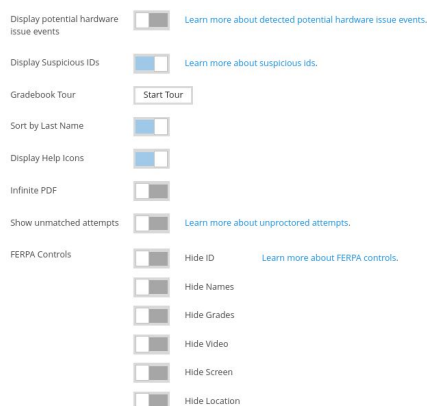 Display potential hardware
issue events
Learn more about detected potential hardware issue events.
Display Suspicious IDs
Learn more about suspicious ids.
Gradebook Tour
Start Tour
Sort by Last Name
Display Help Icons
Infinite PDF
Show unmatched attempts
Learn more about unproctored attempts.
FERPA Controls
Hide ID
Learn more about FERPA controls.
Hide Names
Hide Grades
Hide Video
Hide Screen
Hide Location